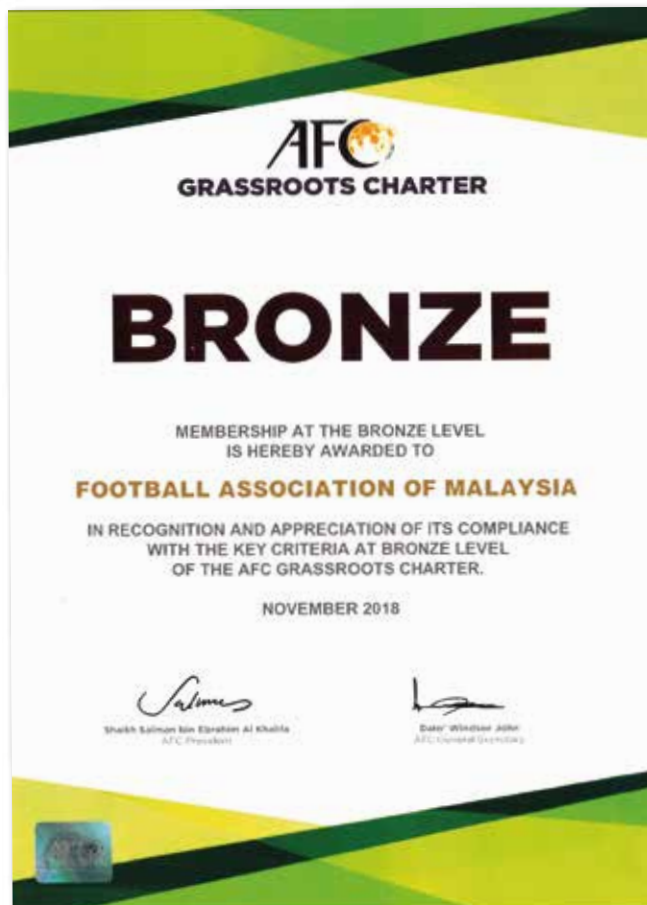 AFC
GRASSROOTS CHARTER
BRONZE
MEMBERSHIP AT THE BRONZE LEVEL
IS HEREBY AWARDED TO
FOOTBALL ASSOCIATION OF MALAYSIA
IN RECOGNITION AND APPRECIATION OF ITS COMPLIANCE
WITH THE KEY CRITERIA AT BRONZE LEVEL
OF THE AFC GRASSROOTS CHARTER.
NOVEMBER 2018
Salman
Shaikh Salman bin Ebrahim Al Khalifa
AFC President
Dato' Windsor John
AFC General Secretary